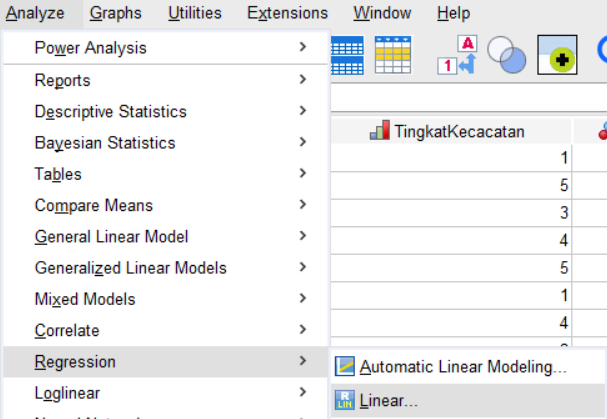 Analyze Graphs Utilities Extensions Window Help
Power Analysis
Reports
Descriptive Statistics
Bayesian Statistics
Tables
Compare Means
General Linear Model
Generalized Linear Models
Mixed Models
Correlate
Regression
Loglinear
A
1
TingkatKecacatan
1
5
3
4
5
1
4
Automatic Linear Modeling...
R
LIN
Linear...